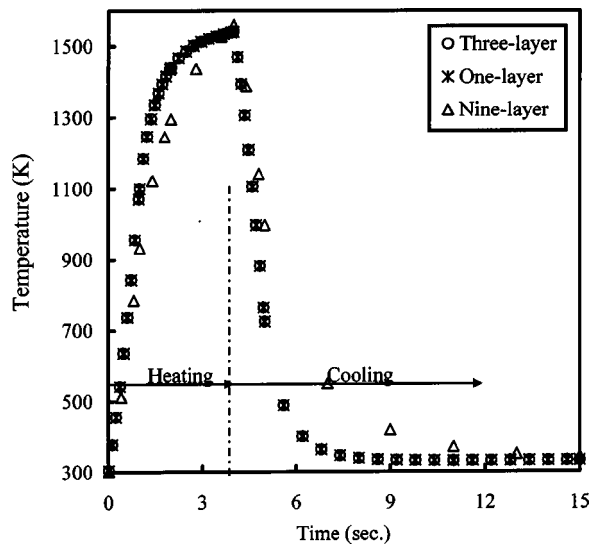 1500
1300
1100
900
700
500
300
Temperature (K)
Three-layer
One-layer
Nine-layer
Heating
Cooling
0
3
6
9
12
15
Time (sec.)